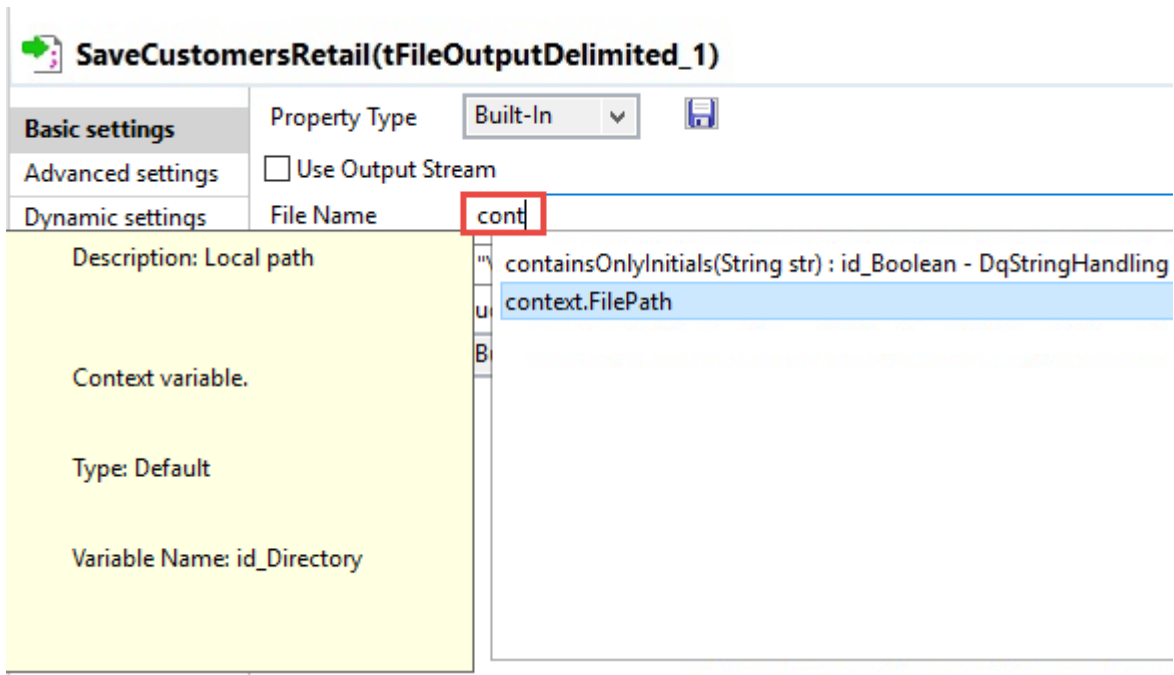 SaveCustomersRetail(tFileOutputDelimited_1)
Basic settings
Property Type Built-In
Advanced settings
Use Output Stream
Dynamic settings
File Name cont
Description: Local path
Context variable.
Type: Default
Variable Name: id_Directory
containsOnlyInitials(String str) : id_Boolean - DqStringHandling
context.FilePath